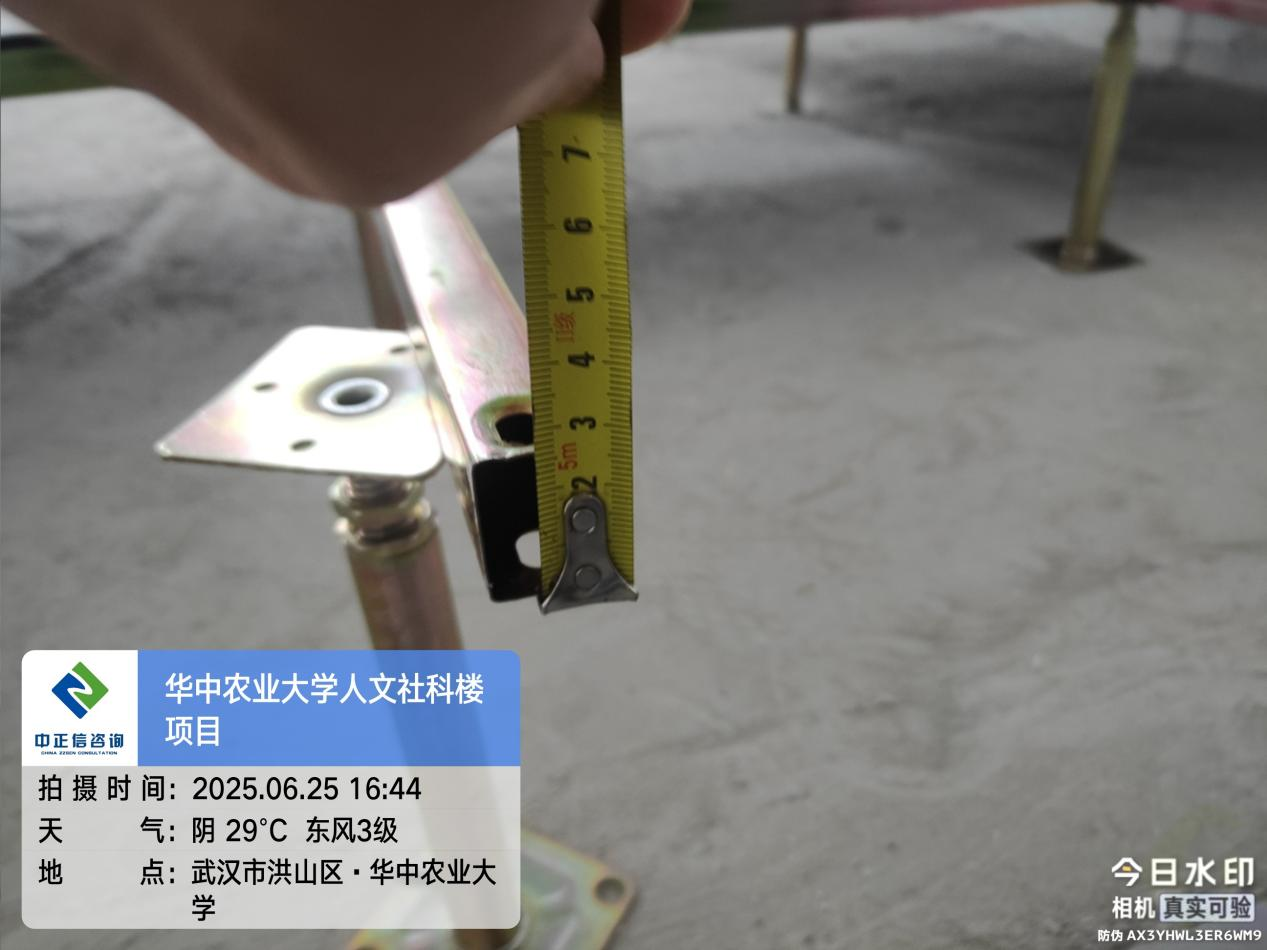 7
6
5
II级
4
3
5m
2
中正信咨询
CHINA ZZSEN CONSULTATION
华中农业大学人文社科楼
项目
拍摄时间：2025.06.25 16:44
天气：阴 29℃ 东风3级
地点：武汉市洪山区·华中农业大
学
今日水印
相机 真实可验
防伪 AX3YHWL3ER6WM9